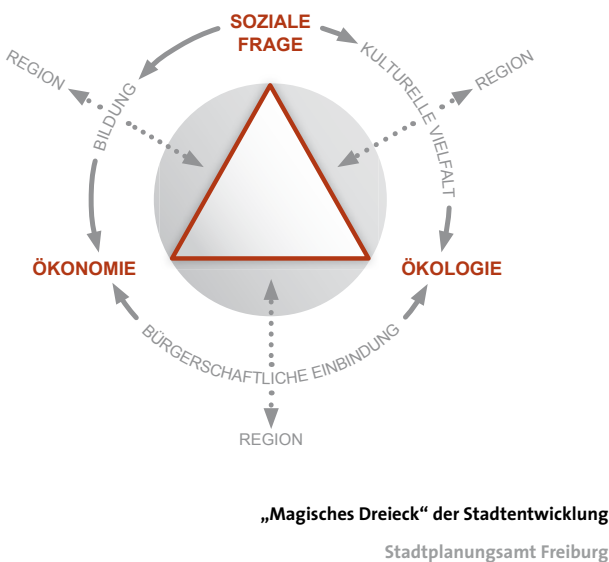 SOZIALE
FRAGE
REGION
BILDUNG
KULTURELLE VIELFALT
REGION
ÖKONOMIE
ÖKOLOGIE
BÜRGERSCHAFTLICHE EINBINDUNG
REGION
„Magisches Dreieck“ der Stadtentwicklung
Stadtplanungsamt Freiburg